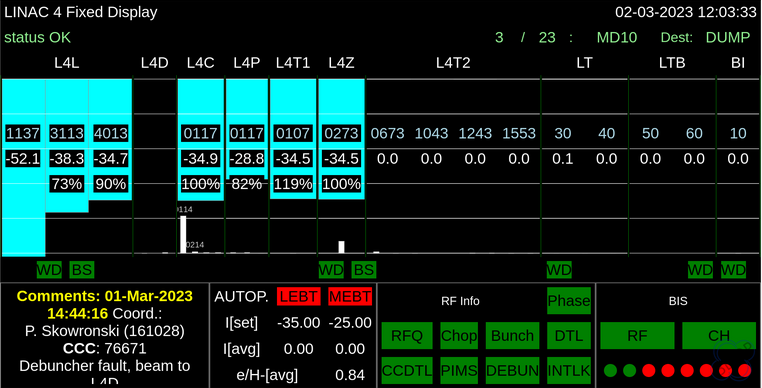 LINAC 4 Fixed Display 02-03-2023 12:03:33
status OK 3 / 23 : MD10 Dest: DUMP
L4L L4D L4C L4P L4T1 L4Z L4T2 LT LTB BI
1137 3113 4013 0117 0117 0107 0273 0673 1043 1243 1553 30 40 50 60 10
-52.1 -38.3 -34.7 -34.9 -28.8 -34.5 -34.5 0.0 0.0 0.0 0.0 0.1 0.0 0.0 0.0 0.0
73% 90% 100% 82% 119% 100%
0114
0214
WD BS WD BS WD WD WD
Comments: 01-Mar-2023
14:44:16 Coord.:
P. Skowronski (161028)
CCC: 76671
Debuncher fault, beam to
L4D
AUTOP. LEBT MEBT
I[set] -35.00 -25.00
I[avg] 0.00 0.00
e/H-[avg] 0.84
RF Info Phase
RFQ Chop Bunch DTL
CCDTL PIMS DEBUN INTLK
BIS
RF CH